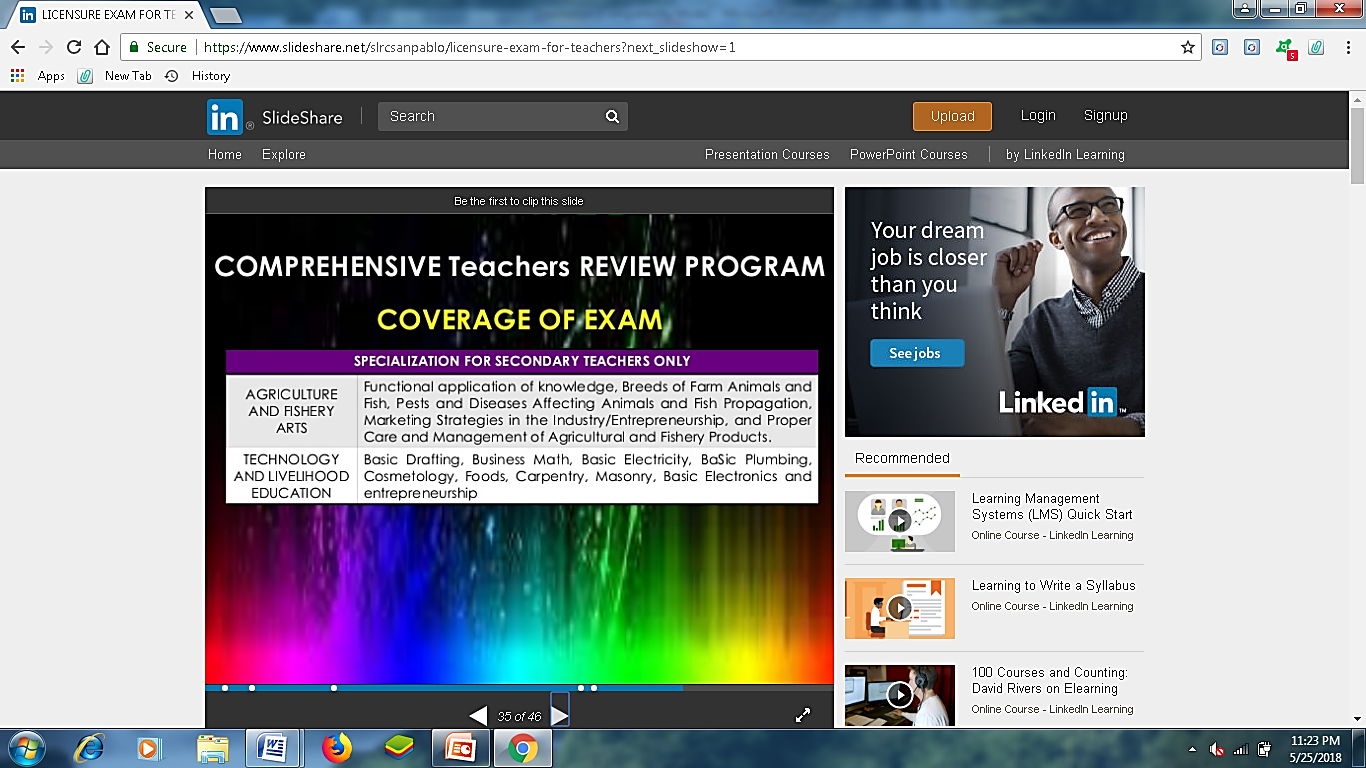 LICENSURE EXAM FOR TE
Secure
https://www.slideshare.net/slrcsanpablo/licensure-exam-for-teachers?next_slideshow=1
Apps New Tab History
in SlideShare Search Upload Login Signup
Home Explore Presentation Courses PowerPoint Courses by LinkedIn Learning
Be the first to clip this slide
COMPREHENSIVE Teachers REVIEW PROGRAM
COVERAGE OF EXAM
SPECIALIZATION FOR SECONDARY TEACHERS ONLY
AGRICULTURE
AND FISHERY
ARTS
Functional application of knowledge, Breeds of Farm Animals and
Fish, Pests and Diseases Affecting Animals and Fish Propagation,
Marketing Strategies in the Industry/Entrepreneurship, and Proper
Care and Management of Agricultural and Fishery Products.
TECHNOLOGY
AND LIVELIHOOD
EDUCATION
Basic Drafting, Business Math, Basic Electricity, BaSic Plumbing,
Cosmetology, Foods, Carpentry, Masonry, Basic Electronics and
entrepreneurship
35 of 46
Your dream
job is closer
than you
think
See jobs
Linked in
Recommended
Learning Management
Systems (LMS) Quick Start
Online Course - LinkedIn Learning
Learning to Write a Syllabus
Online Course - LinkedIn Learning
100 Courses and Counting:
David Rivers on Elearning
Online Course - LinkedIn Learning
11:23 PM
5/25/2018